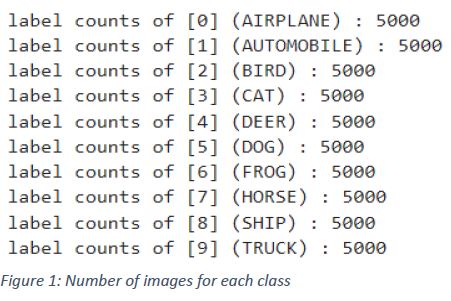 label counts of [0] (AIRPLANE) : 5000
label counts of [1] (AUTOMOBILE) : 5000
label counts of [2] (BIRD) : 5000
label counts of [3] (CAT) : 5000
label counts of [4] (DEER) : 5000
label counts of [5] (DOG) : 5000
label counts of [6] (FROG) : 5000
label counts of [7] (HORSE) : 5000
label counts of [8] (SHIP) : 5000
label counts of [9] (TRUCK) : 5000
Figure 1: Number of images for each class